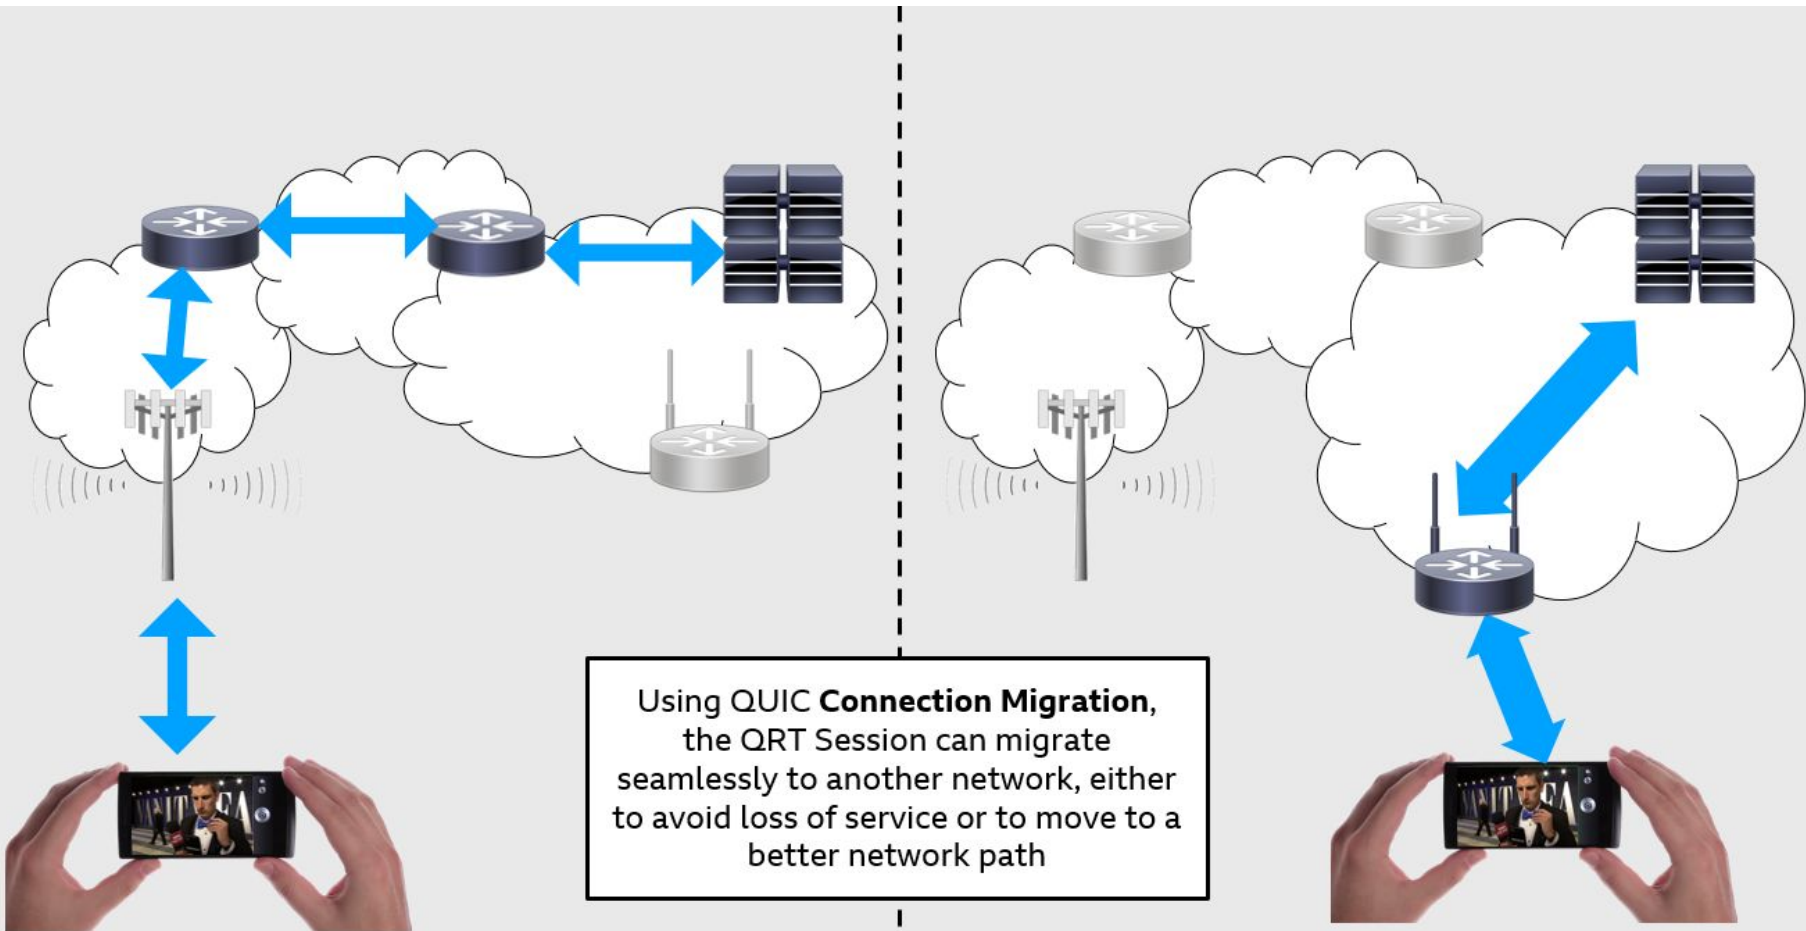 Using QUIC Connection Migration,
the QRT Session can migrate
seamlessly to another network, either
to avoid loss of service or to move to a
better network path